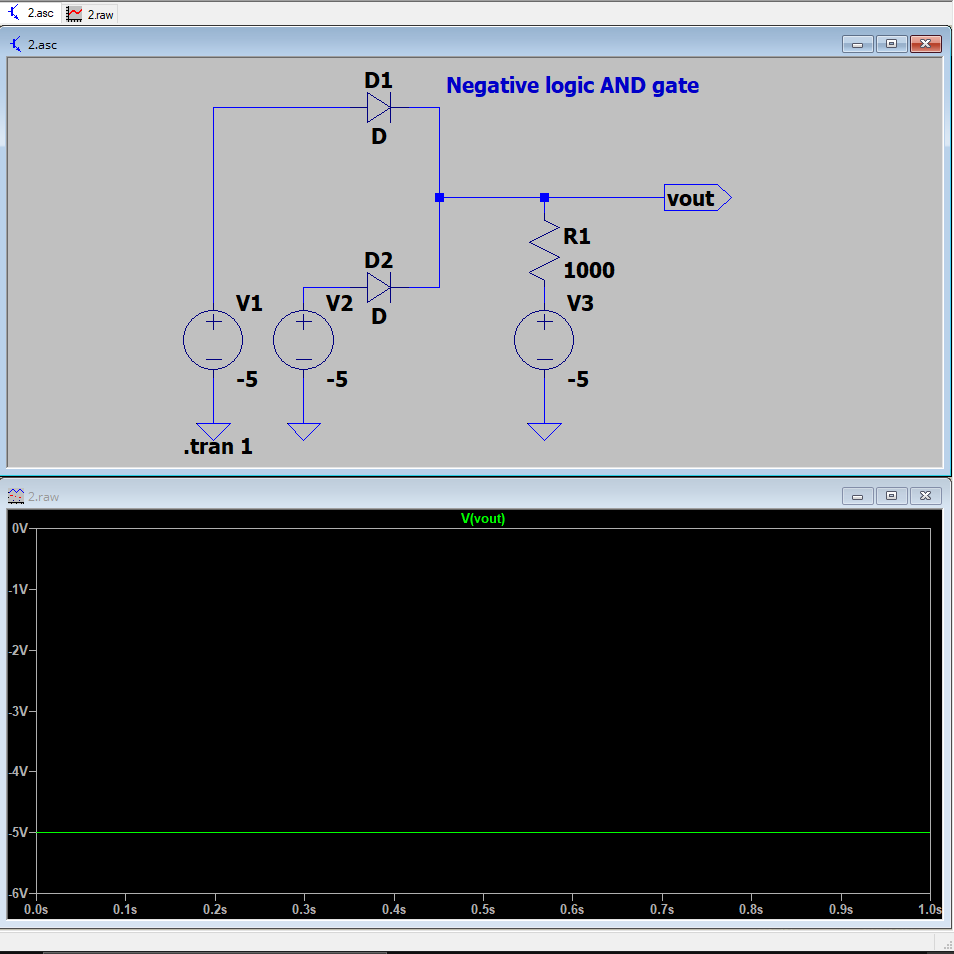 2.asc 2.raw
2.asc
D1
Negative logic AND gate
D
vout
R1
D2
1000
V1
V2
D
V3
-5
-5
-5
.tran 1
2.raw
V(vout)
0V
-1V
-2V
-3V
-4V
-5V
-6V
0.0s 0.1s 0.2s 0.3s 0.4s 0.5s 0.6s 0.7s 0.8s 0.9s 1.0s